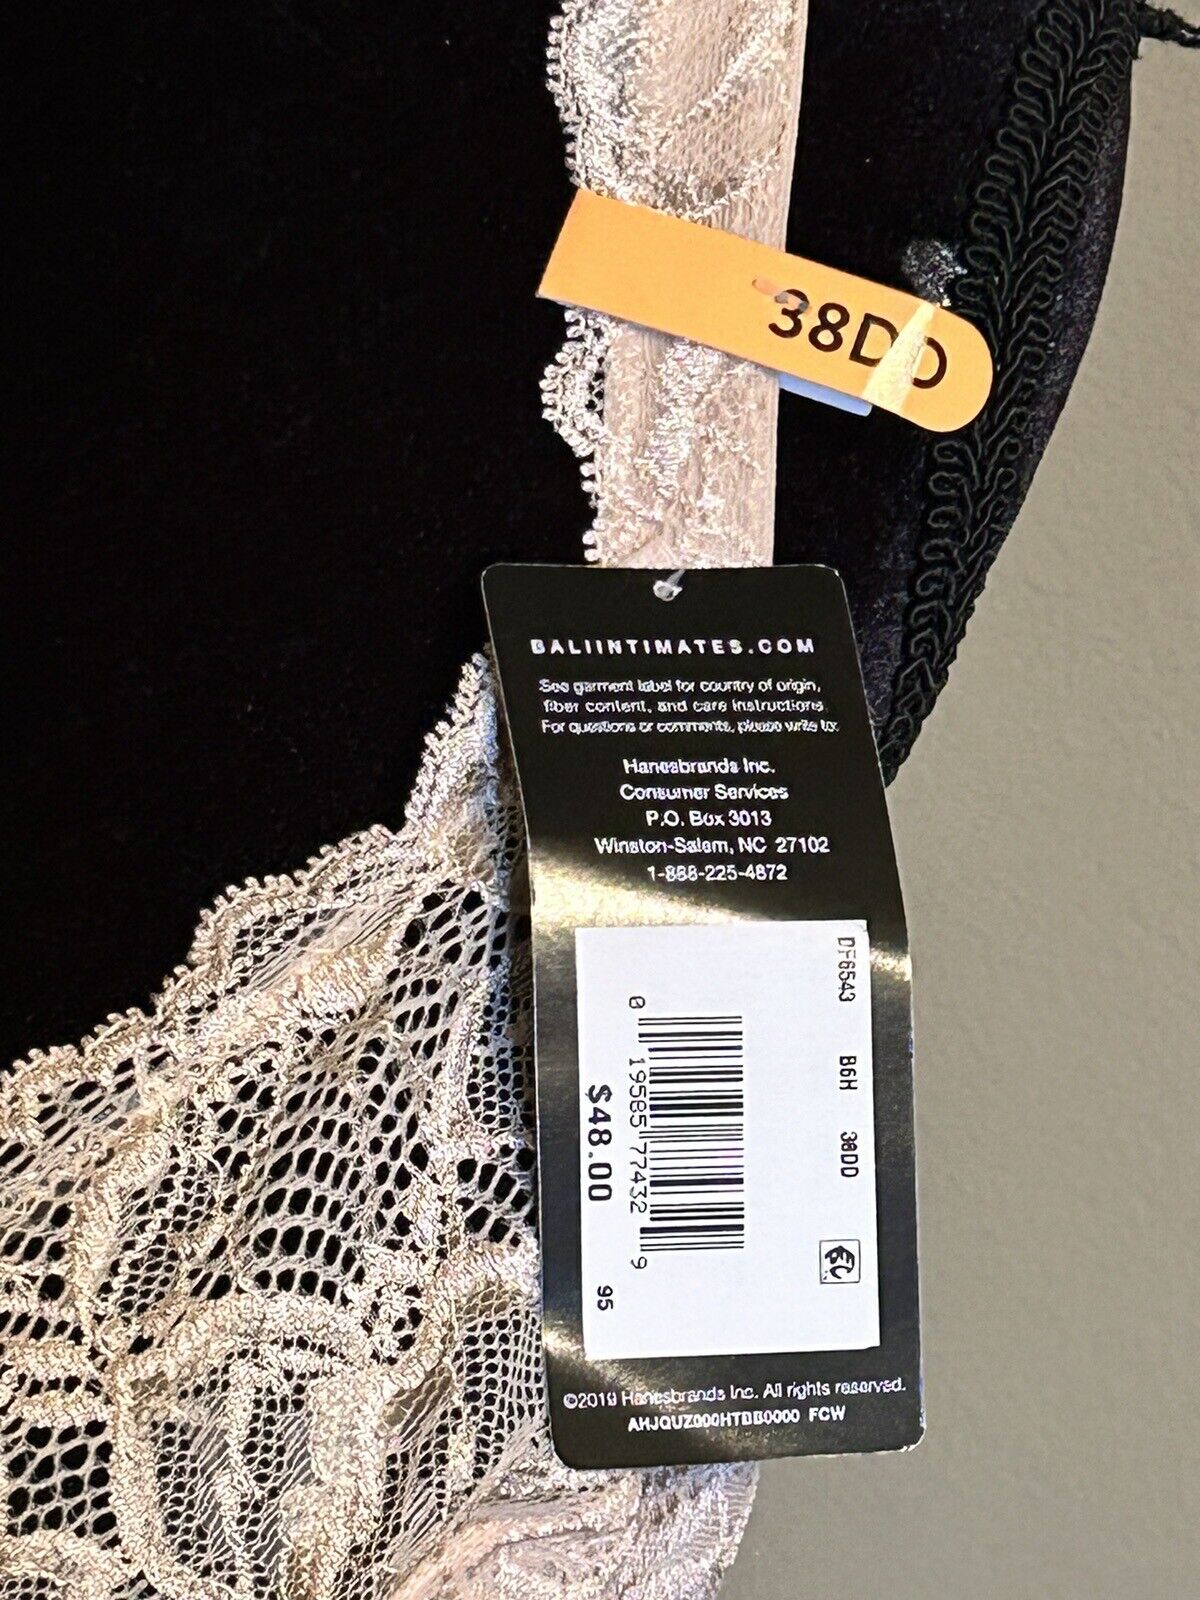 38DD
BALIINTIMATES.COM
See garment label for country of origin,
fiber content, and care instructions.
For questions or comments, please write to:
Hanesbrands Inc.
Consumer Services
P.O. Box 3013
Winston-Salem, NC 27102
1-888-225-4872
DF6543 B6H 38DD
0 19585 77432 9
$48.00 95
©2019 Hanesbrands Inc. All rights reserved.
AHJQUZ000HTBB0000 FCW